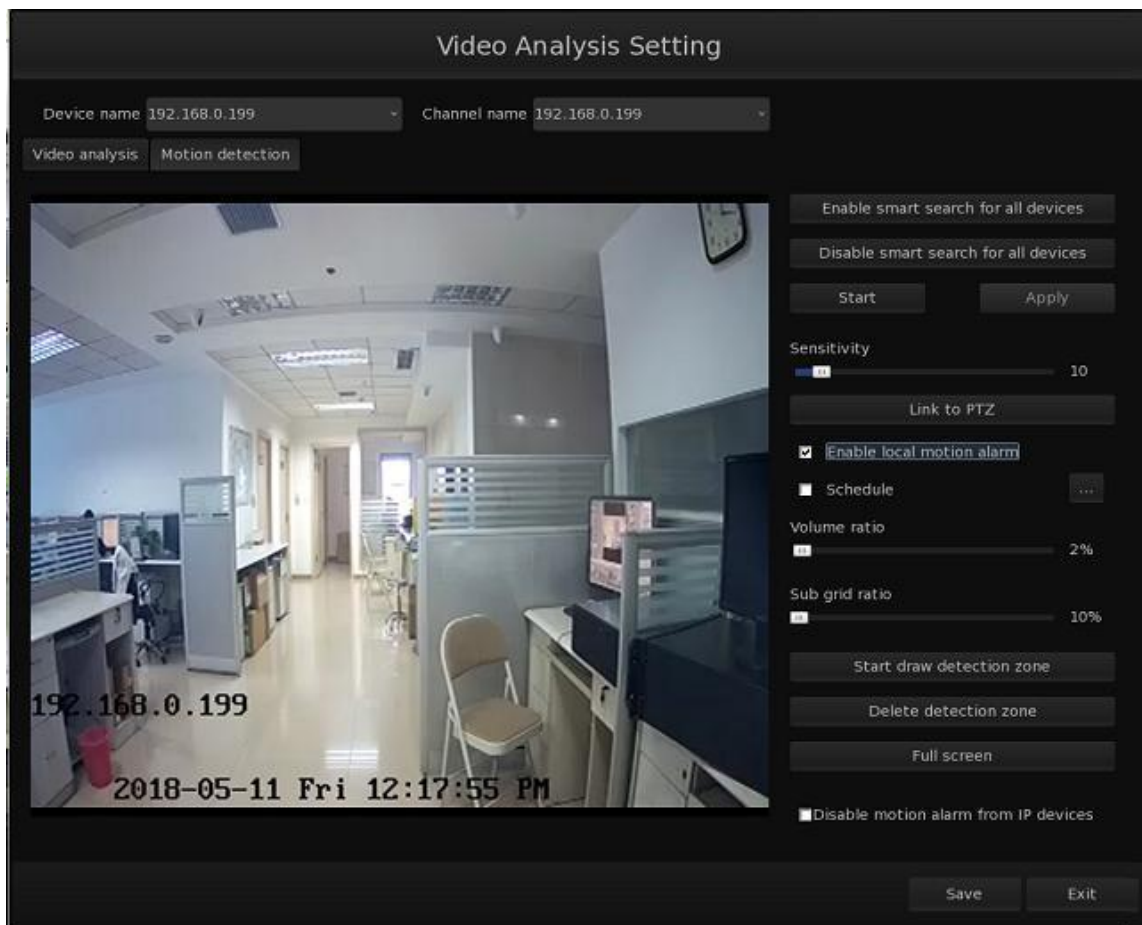 Video Analysis Setting
Device name 192.168.0.199 Channel name 192.168.0.199
Video analysis Motion detection
Enable smart search for all devices
Disable smart search for all devices
Start Apply
Sensitivity
10
Link to PTZ
Enable local motion alarm
Schedule ...
Volume ratio
2%
Sub grid ratio
10%
Start draw detection zone
Delete detection zone
Full screen
192.168.0.199
2018-05-11 Fri 12:17:55 PM
Disable motion alarm from IP devices
Save Exit